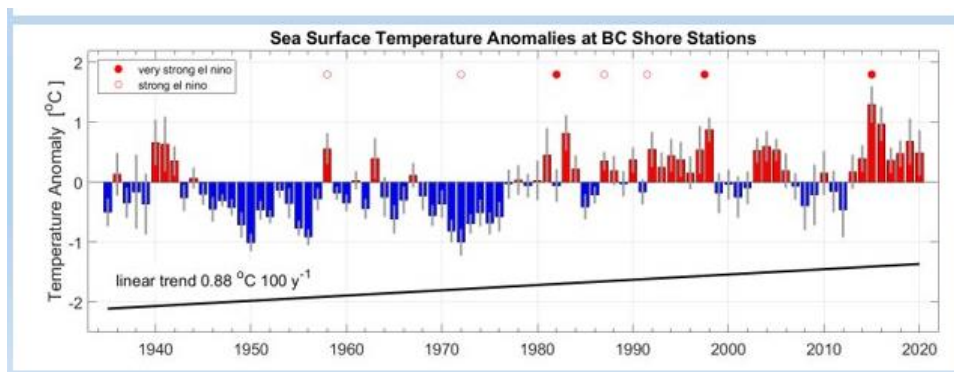 Sea Surface Temperature Anomalies at BC Shore Stations
Temperature Anomaly [°C]
2
1
0
-1
-2
very strong el nino
strong el nino
linear trend 0.88 °C 100 y⁻¹
1940 1950 1960 1970 1980 1990 2000 2010 2020